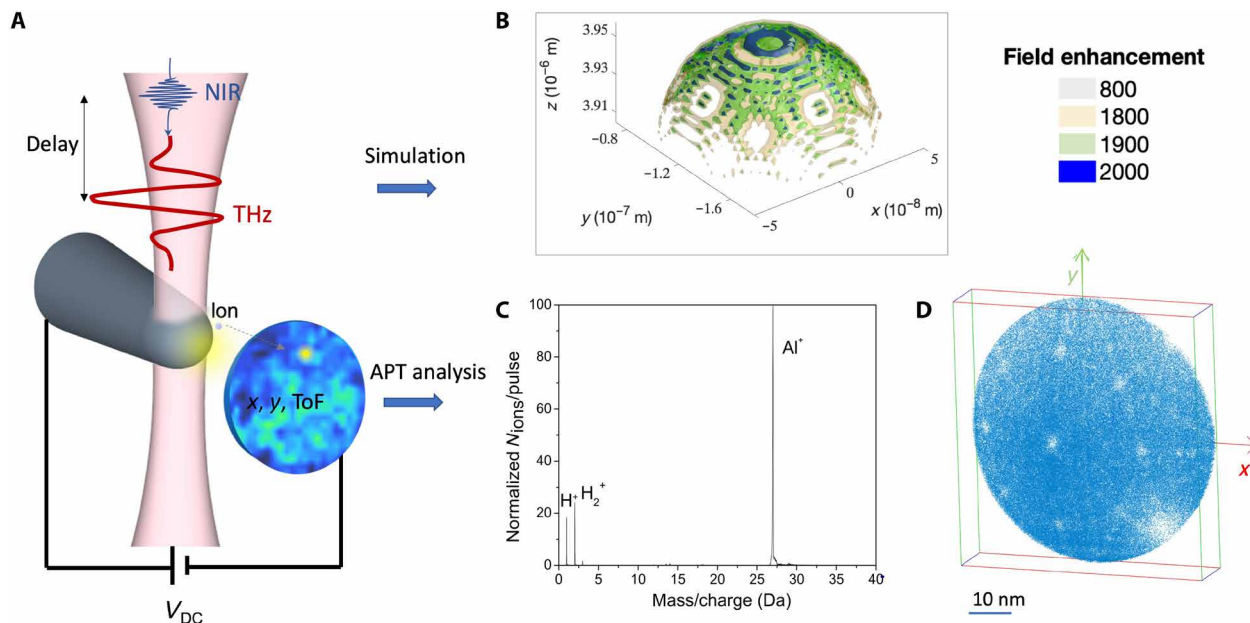 A
NIR
Delay
THz
Ion
x, y, ToF
V_DC
Simulation
APT analysis
B
3.95
3.93
3.91
z (10⁻⁶ m)
−0.8
−1.2
−1.6
y (10⁻⁷ m)
−5
0
5
x (10⁻⁸ m)
Field enhancement
800
1800
1900
2000
C
100
80
60
40
20
0
Normalized N_ions/pulse
H⁺
H₂⁺
Al⁺
0 5 10 15 20 25 30 35 40
Mass/charge (Da)
D
y
x
10 nm